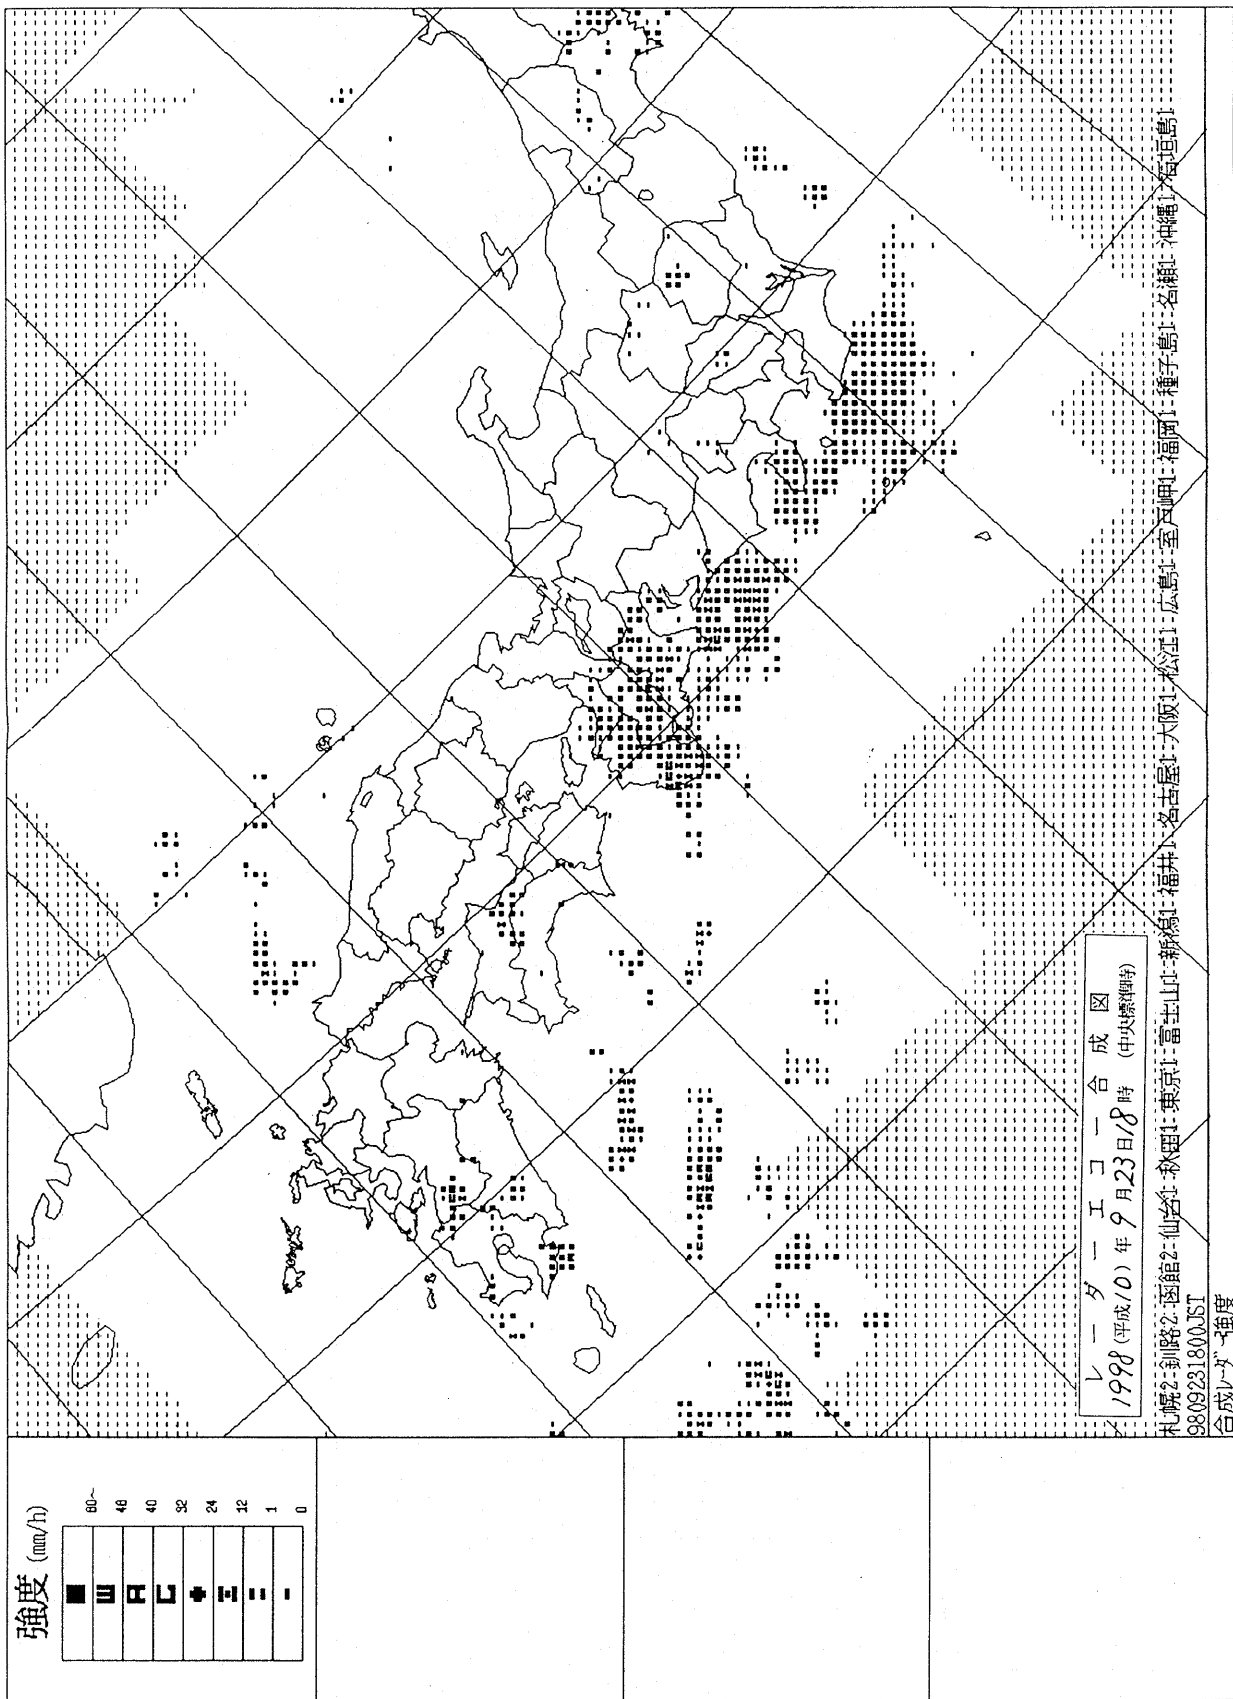 強度 (mm/h)
80~
48
40
32
24
12
1
0
レーダーエコー合成図
1998(平成10)年9月23日18時(中央標準時)
札幌2:釧路2:函館2:仙台1:秋田1:東京1:富士山1:新潟1:福井1:名古屋1:大阪1:松江1:広島1:室戸岬1:福岡1:種子島1:名瀬1:沖縄1:石垣島1
9809231800JST
合成レーダー強度